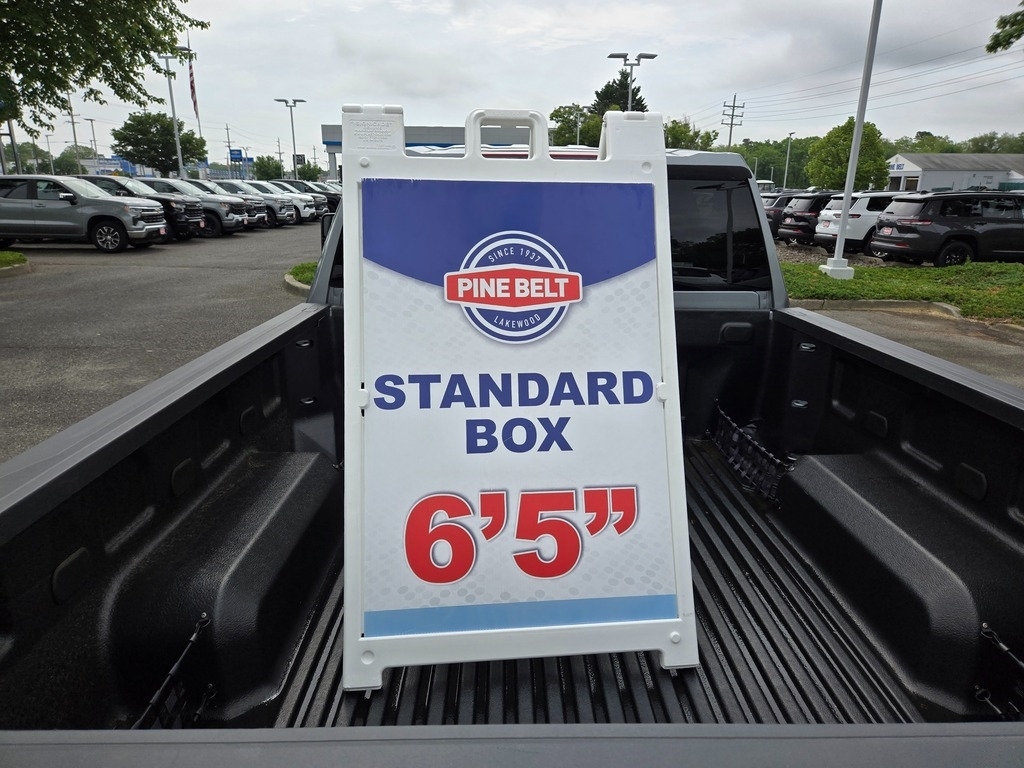 SINCE 1937
PINE BELT
LAKEWOOD
STANDARD
BOX
6’5”